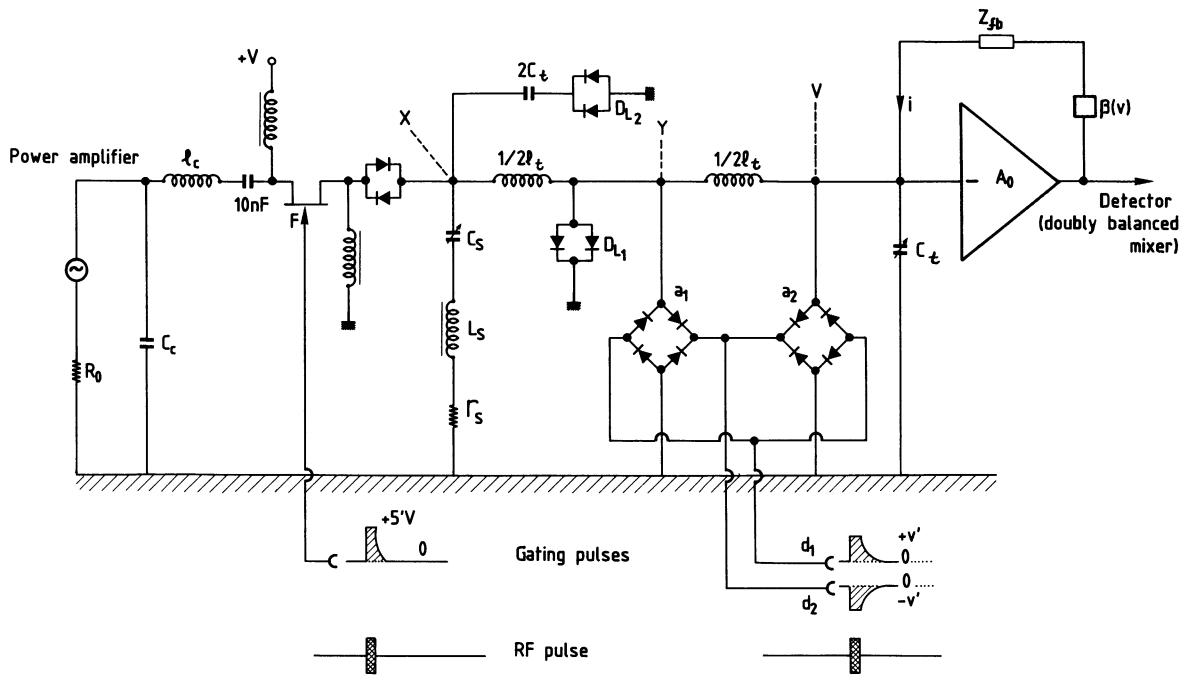 Z_fb
+V
2C_t
D_L2
i
β(v)
X
Y
V
Power amplifier
ℓ_c
1/2ℓ_t
1/2ℓ_t
A_0
10nF
F
Detector
(doubly balanced
mixer)
C_s
D_L1
C_t
a_1
a_2
L_s
C_c
R_0
r_s
+5'V
0
Gating pulses
d_1
+v'
0
0
d_2
-v'
RF pulse